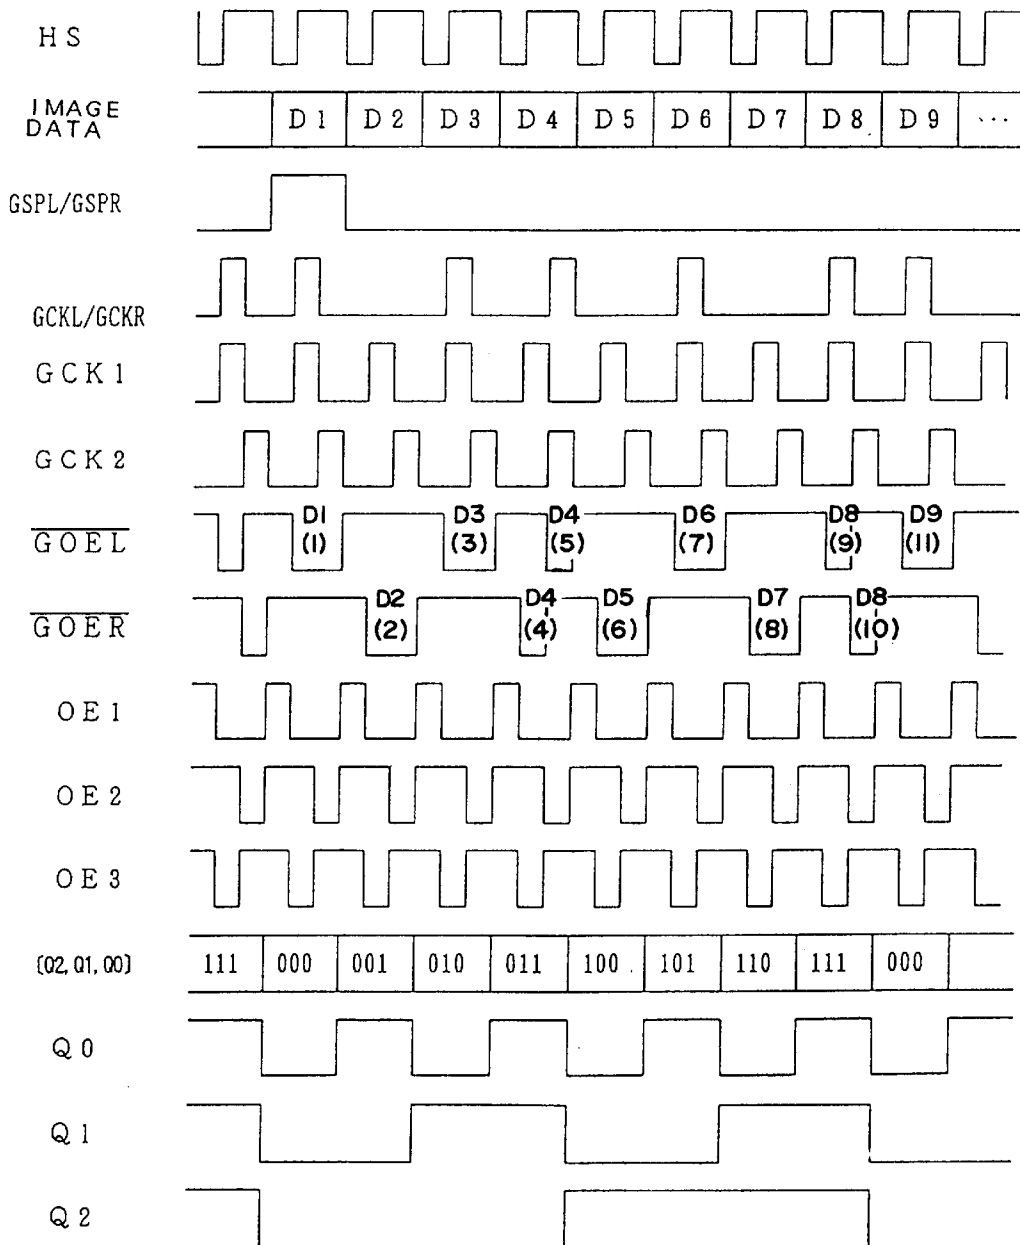 HS
IMAGE
DATA
D1 D2 D3 D4 D5 D6 D7 D8 D9 ...
GSPL/GSPR
GCKL/GCKR
GCK1
GCK2
GOEL
D1 D3 D4 D6 D8 D9
(1) (3) (5) (7) (9) (11)
GOER
D2 D4 D5 D7 D8
(2) (4) (6) (8) (10)
OE1
OE2
OE3
(Q2, Q1, Q0) 111 000 001 010 011 100 101 110 111 000
Q0
Q1
Q2